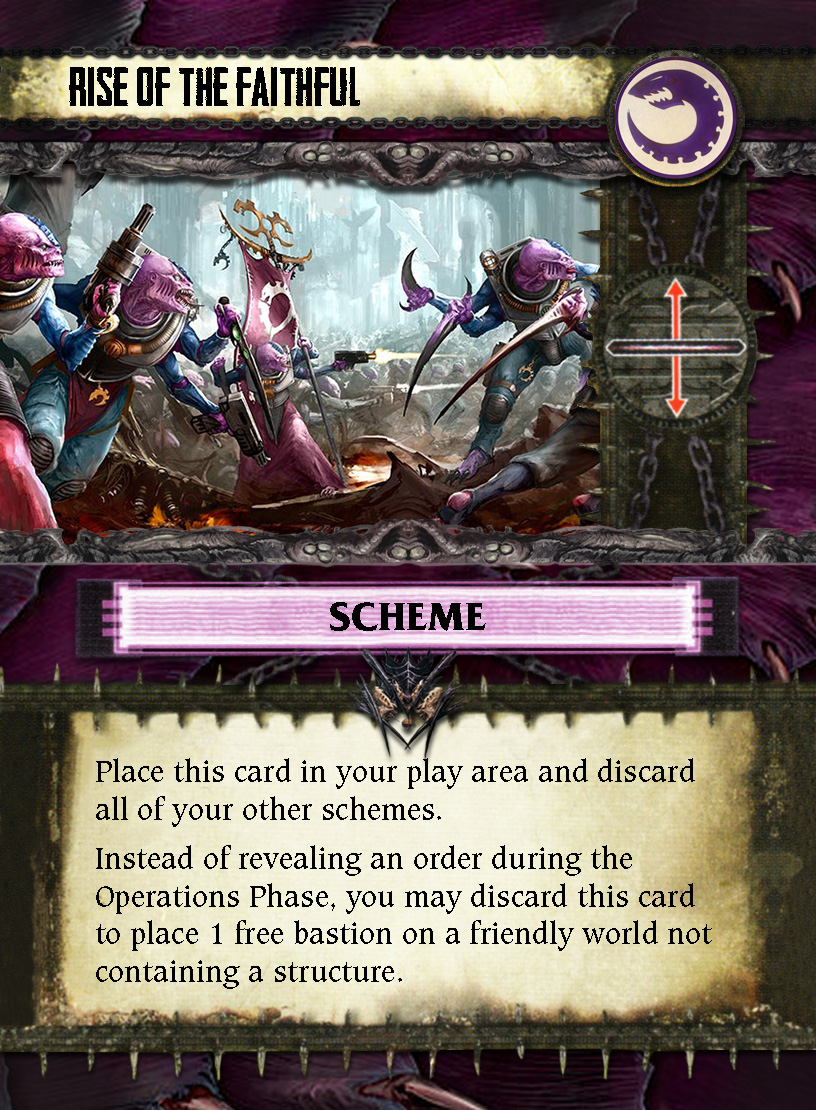 RISE OF THE FAITHFUL
SCHEME
Place this card in your play area and discard
all of your other schemes.
Instead of revealing an order during the
Operations Phase, you may discard this card
to place 1 free bastion on a friendly world not
containing a structure.